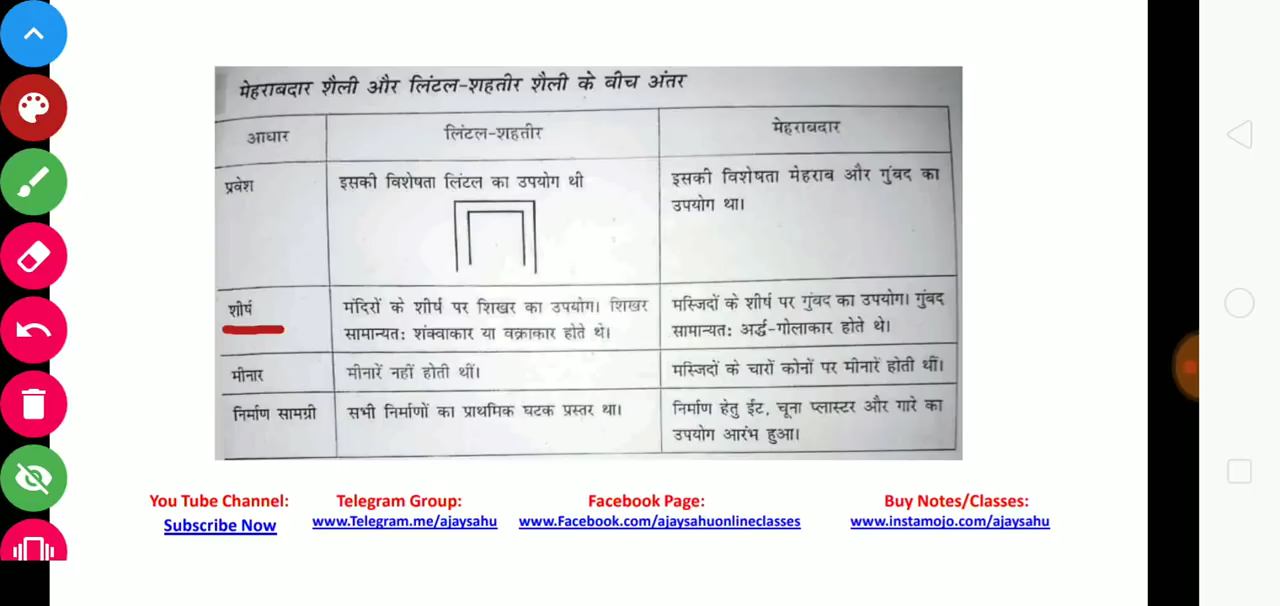 मेहराबदार शैली और लिंटल-शहतीर शैली के बीच अंतर
आधार लिंटल-शहतीर मेहराबदार
प्रवेश इसकी विशेषता लिंटल का उपयोग थी इसकी विशेषता मेहराब और गुंबद का
उपयोग था।
शीर्ष मंदिरों के शीर्ष पर शिखर का उपयोग। शिखर मस्जिदों के शीर्ष पर गुंबद का उपयोग। गुंबद
सामान्यत: शंक्वाकार या वक्राकार होते थे। सामान्यत: अर्द्ध-गोलाकार होते थे।
मीनार मीनारें नहीं होती थीं। मस्जिदों के चारों कोनों पर मीनारें होती थीं।
निर्माण सामग्री सभी निर्माणों का प्राथमिक घटक प्रस्तर था। निर्माण हेतु ईंट, चूना प्लास्टर और गारे का
उपयोग आरंभ हुआ।
You Tube Channel: Telegram Group: Facebook Page: Buy Notes/Classes:
Subscribe Now www.Telegram.me/ajaysahu www.Facebook.com/ajaysahuonlineclasses www.instamojo.com/ajaysahu